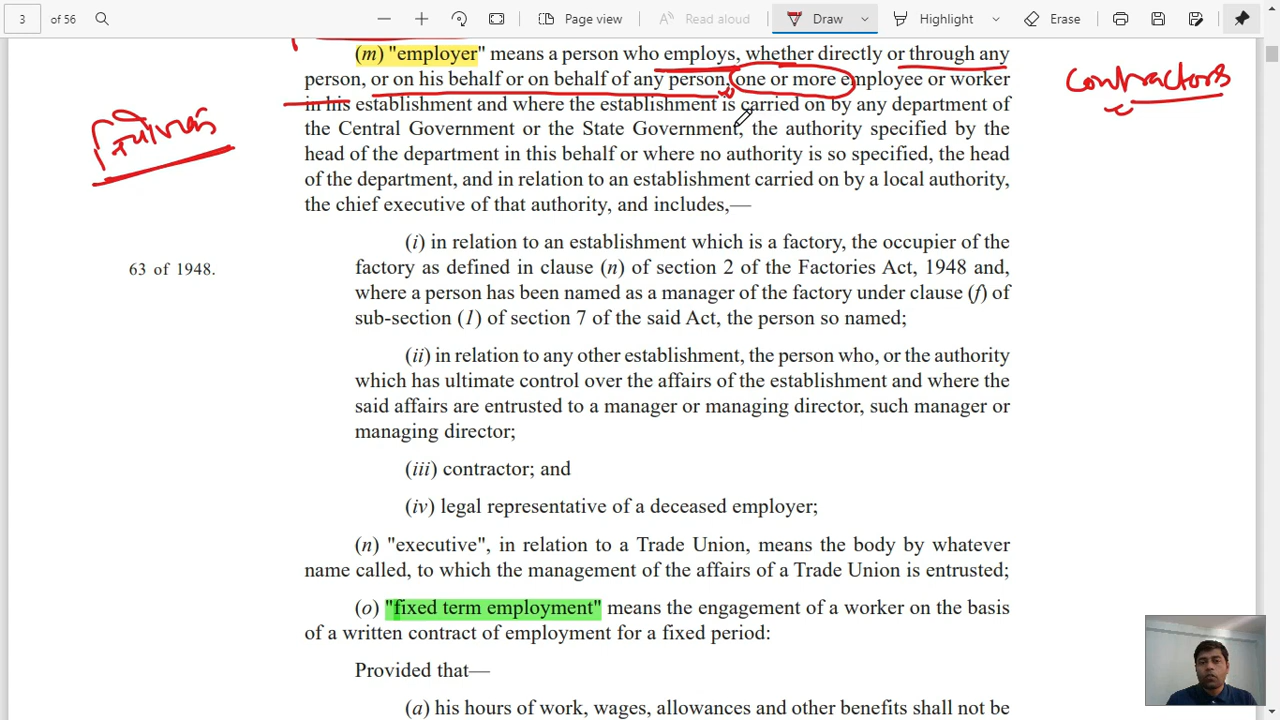 3 of 56 Page view Read aloud Draw Highlight Erase
(m) "employer" means a person who employs, whether directly or through any
person, or on his behalf or on behalf of any person, one or more employee or worker
in his establishment and where the establishment is carried on by any department of
the Central Government or the State Government, the authority specified by the
head of the department in this behalf or where no authority is so specified, the head
of the department, and in relation to an establishment carried on by a local authority,
the chief executive of that authority, and includes,—
contractors
(i) in relation to an establishment which is a factory, the occupier of the
63 of 1948.
factory as defined in clause (n) of section 2 of the Factories Act, 1948 and,
where a person has been named as a manager of the factory under clause (f) of
sub-section (1) of section 7 of the said Act, the person so named;
(ii) in relation to any other establishment, the person who, or the authority
which has ultimate control over the affairs of the establishment and where the
said affairs are entrusted to a manager or managing director, such manager or
managing director;
(iii) contractor; and
(iv) legal representative of a deceased employer;
(n) "executive", in relation to a Trade Union, means the body by whatever
name called, to which the management of the affairs of a Trade Union is entrusted;
(o) "fixed term employment" means the engagement of a worker on the basis
of a written contract of employment for a fixed period:
Provided that—
(a) his hours of work, wages, allowances and other benefits shall not be